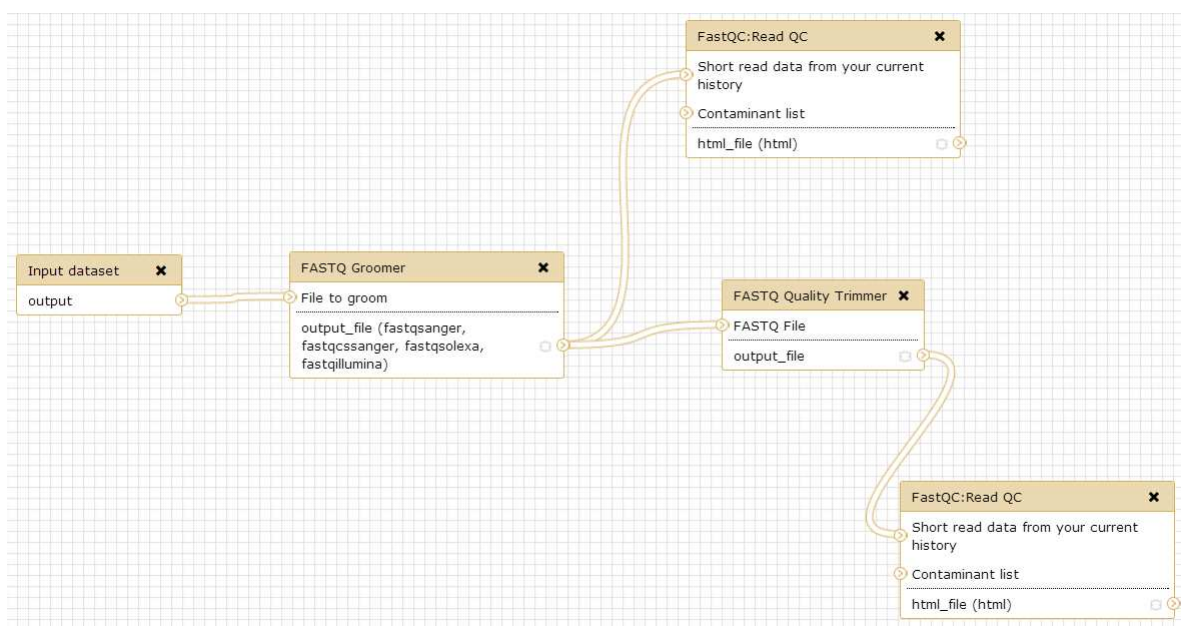 FastQC:Read QC
Short read data from your current
history
Contaminant list
html_file (html)
Input dataset
output
FASTQ Groomer
File to groom
output_file (fastqsanger,
fastqcssanger, fastqsolexa,
fastqillumina)
FASTQ Quality Trimmer
FASTQ File
output_file
FastQC:Read QC
Short read data from your current
history
Contaminant list
html_file (html)